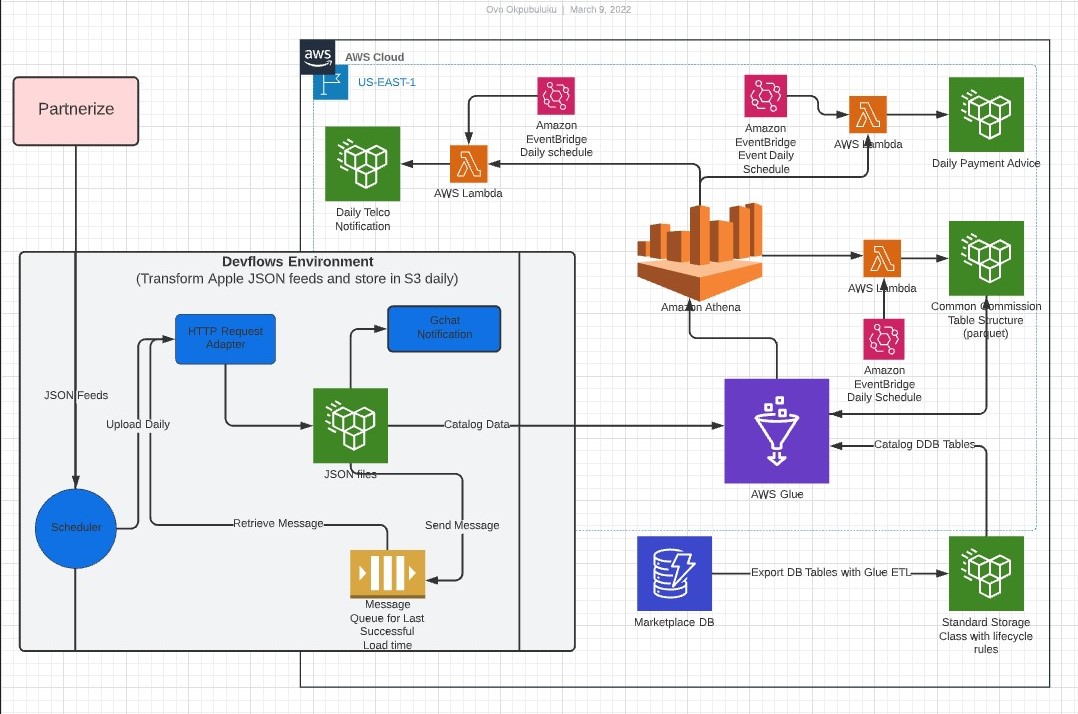 Ovo Okpubuluku | March 9, 2022
aws
AWS Cloud
US-EAST-1
Partnerize
Amazon
EventBridge
Daily schedule
Amazon
EventBridge
Event Daily
Schedule
AWS Lambda
Daily Payment Advice
AWS Lambda
Daily Telco
Notification
Devflows Environment
(Transform Apple JSON feeds and store in S3 daily)
Amazon Athena
AWS Lambda
Common Commission
Table Structure
(parquet)
HTTP Request
Adapter
Gchat
Notification
Amazon
EventBridge
Daily Schedule
JSON Feeds
Upload Daily
Catalog Data
Catalog DDB Tables
JSON files
AWS Glue
Scheduler
Retrieve Message
Send Message
Export DB Tables with Glue ETL
Message
Queue for Last
Successful
Load time
Marketplace DB
Standard Storage
Class with lifecycle
rules